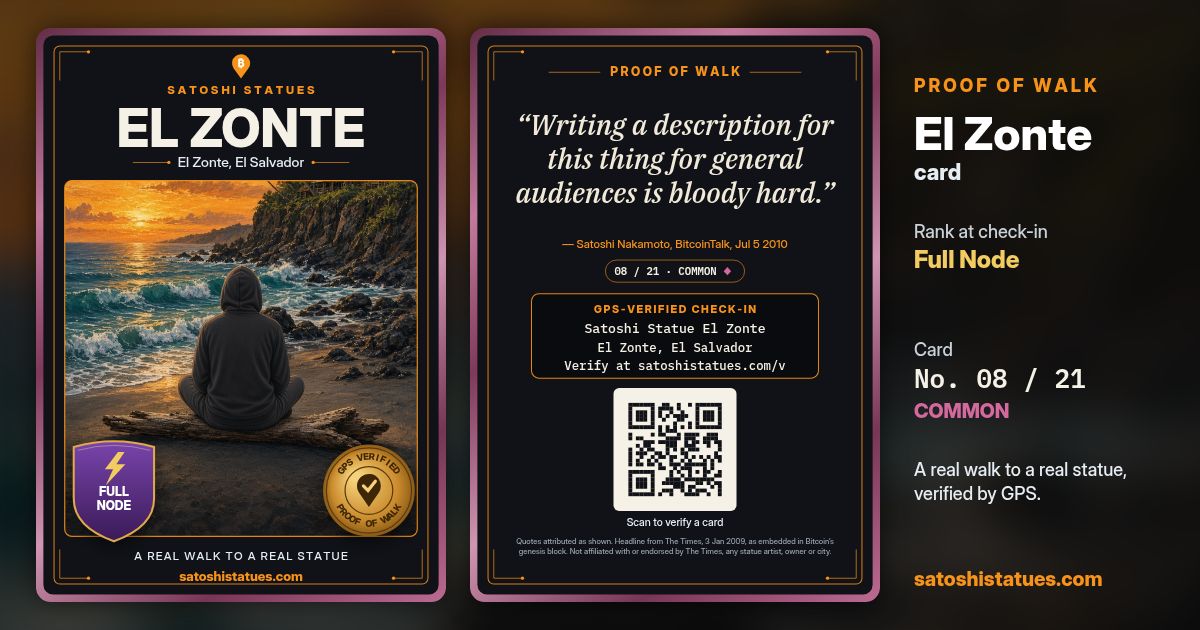 SATOSHI STATUES
EL ZONTE
El Zonte, El Salvador
FULL
NODE
GPS VERIFIED
PROOF OF WALK
A REAL WALK TO A REAL STATUE
satoshistatues.com
PROOF OF WALK
“Writing a description for
this thing for general
audiences is bloody hard.”
— Satoshi Nakamoto, BitcoinTalk, Jul 5 2010
08 / 21 · COMMON
GPS-VERIFIED CHECK-IN
Satoshi Statue El Zonte
El Zonte, El Salvador
Verify at satoshistatues.com/v
Scan to verify a card
Quotes attributed as shown. Headline from The Times, 3 Jan 2009, as embedded in Bitcoin's
genesis block. Not affiliated with or endorsed by The Times, any statue artist, owner or city.
PROOF OF WALK
El Zonte
card
Rank at check-in
Full Node
Card
No. 08 / 21
COMMON
A real walk to a real statue,
verified by GPS.
satoshistatues.com